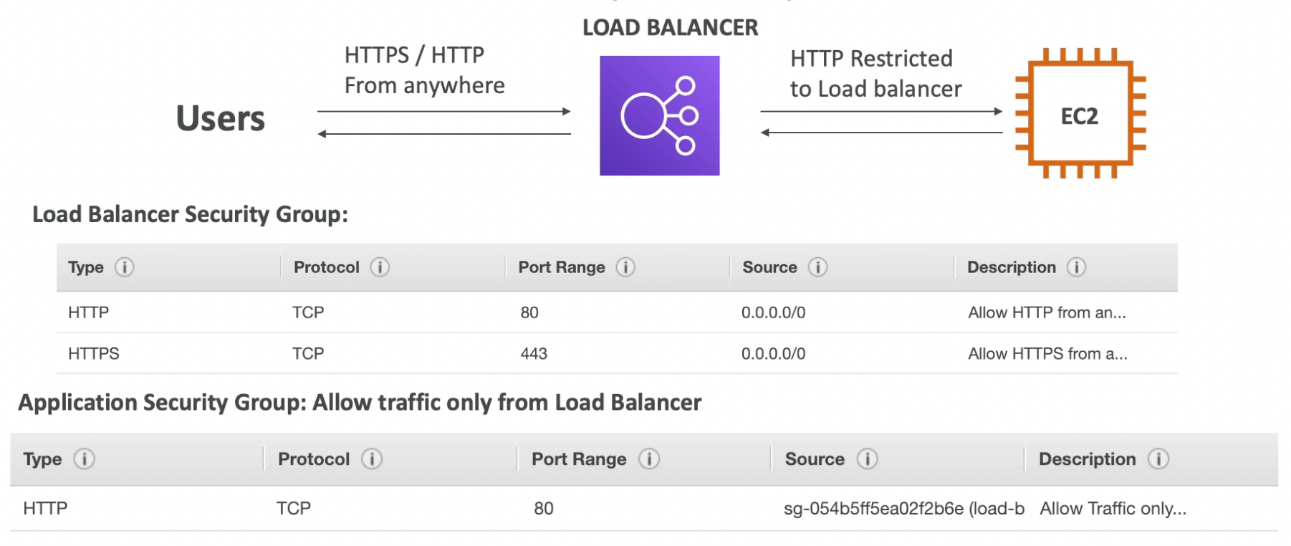 LOAD BALANCER
HTTPS / HTTP
From anywhere
HTTP Restricted
to Load balancer
Users
EC2
Load Balancer Security Group:
Type Protocol Port Range Source Description
HTTP TCP 80 0.0.0.0/0 Allow HTTP from an...
HTTPS TCP 443 0.0.0.0/0 Allow HTTPS from a...
Application Security Group: Allow traffic only from Load Balancer
Type Protocol Port Range Source Description
HTTP TCP 80 sg-054b5ff5ea02f2b6e (load-b Allow Traffic only...